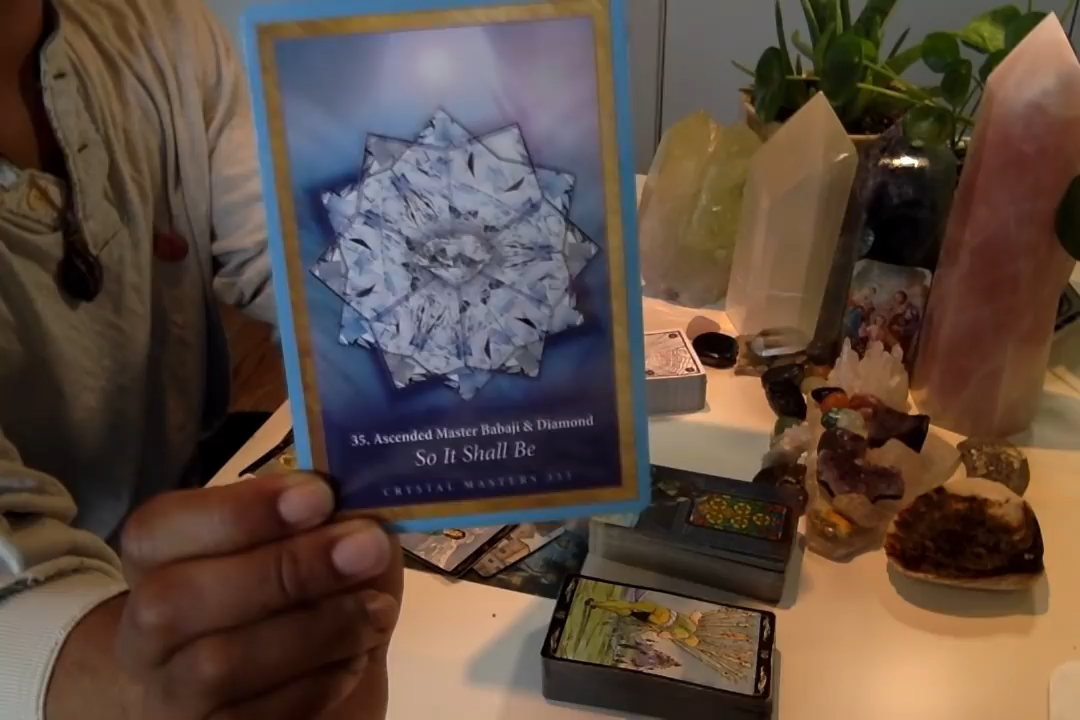 35. Ascended Master Babaji & Diamond
So It Shall Be
CRYSTAL MASTERS 333